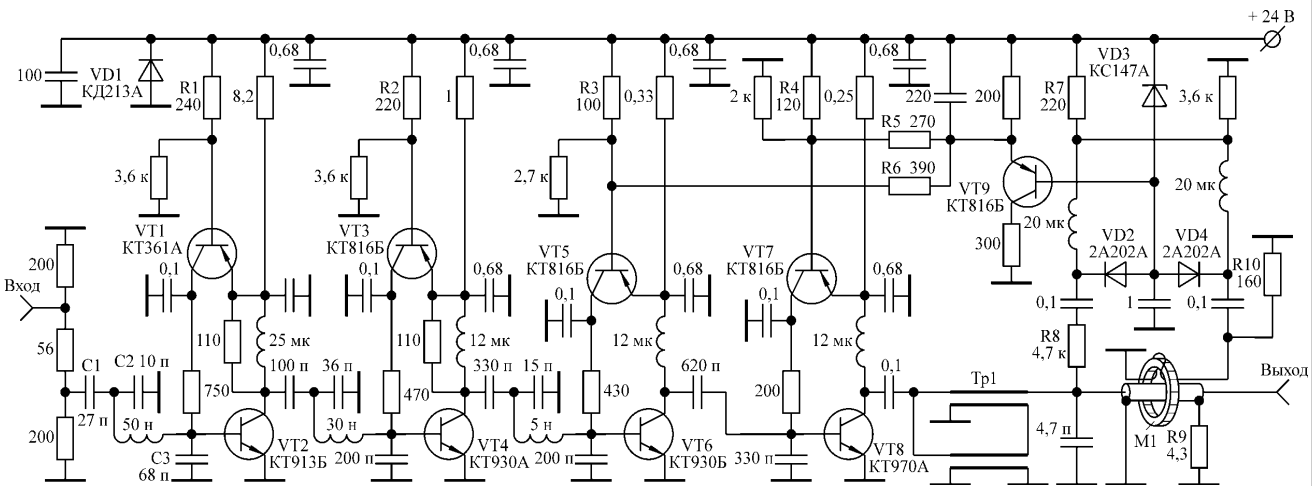 + 24 В
100
VD1
КД213А
R1
240
8,2
0,68
R2
220
1
0,68
R3
100
0,33
0,68
2 к
R4
120
0,25
0,68
220
200
R7
220
VD3
КС147А
3,6 к
R5 270
R6 390
3,6 к
3,6 к
2,7 к
VT9
КТ816Б
20 мк
20 мк
VT1
КТ361А
VT3
КТ816Б
VT5
КТ816Б
VT7
КТ816Б
300
VD2
2А202А
VD4
2А202А
R10
160
200
Вход
0,1
0,1
0,68
0,1
0,68
0,1
0,68
0,1
1
0,1
56
110
25 мк
110
12 мк
12 мк
12 мк
R8
4,7 к
C1
27 п
C2 10 п
750
100 п
36 п
470
330 п
15 п
430
620 п
200
0,1
Тр1
Выход
200
50 н
30 н
5 н
VT2
КТ913Б
VT4
КТ930А
VT6
КТ930Б
VT8
КТ970А
C3
68 п
200 п
200 п
330 п
4,7 п
М1
R9
4,3